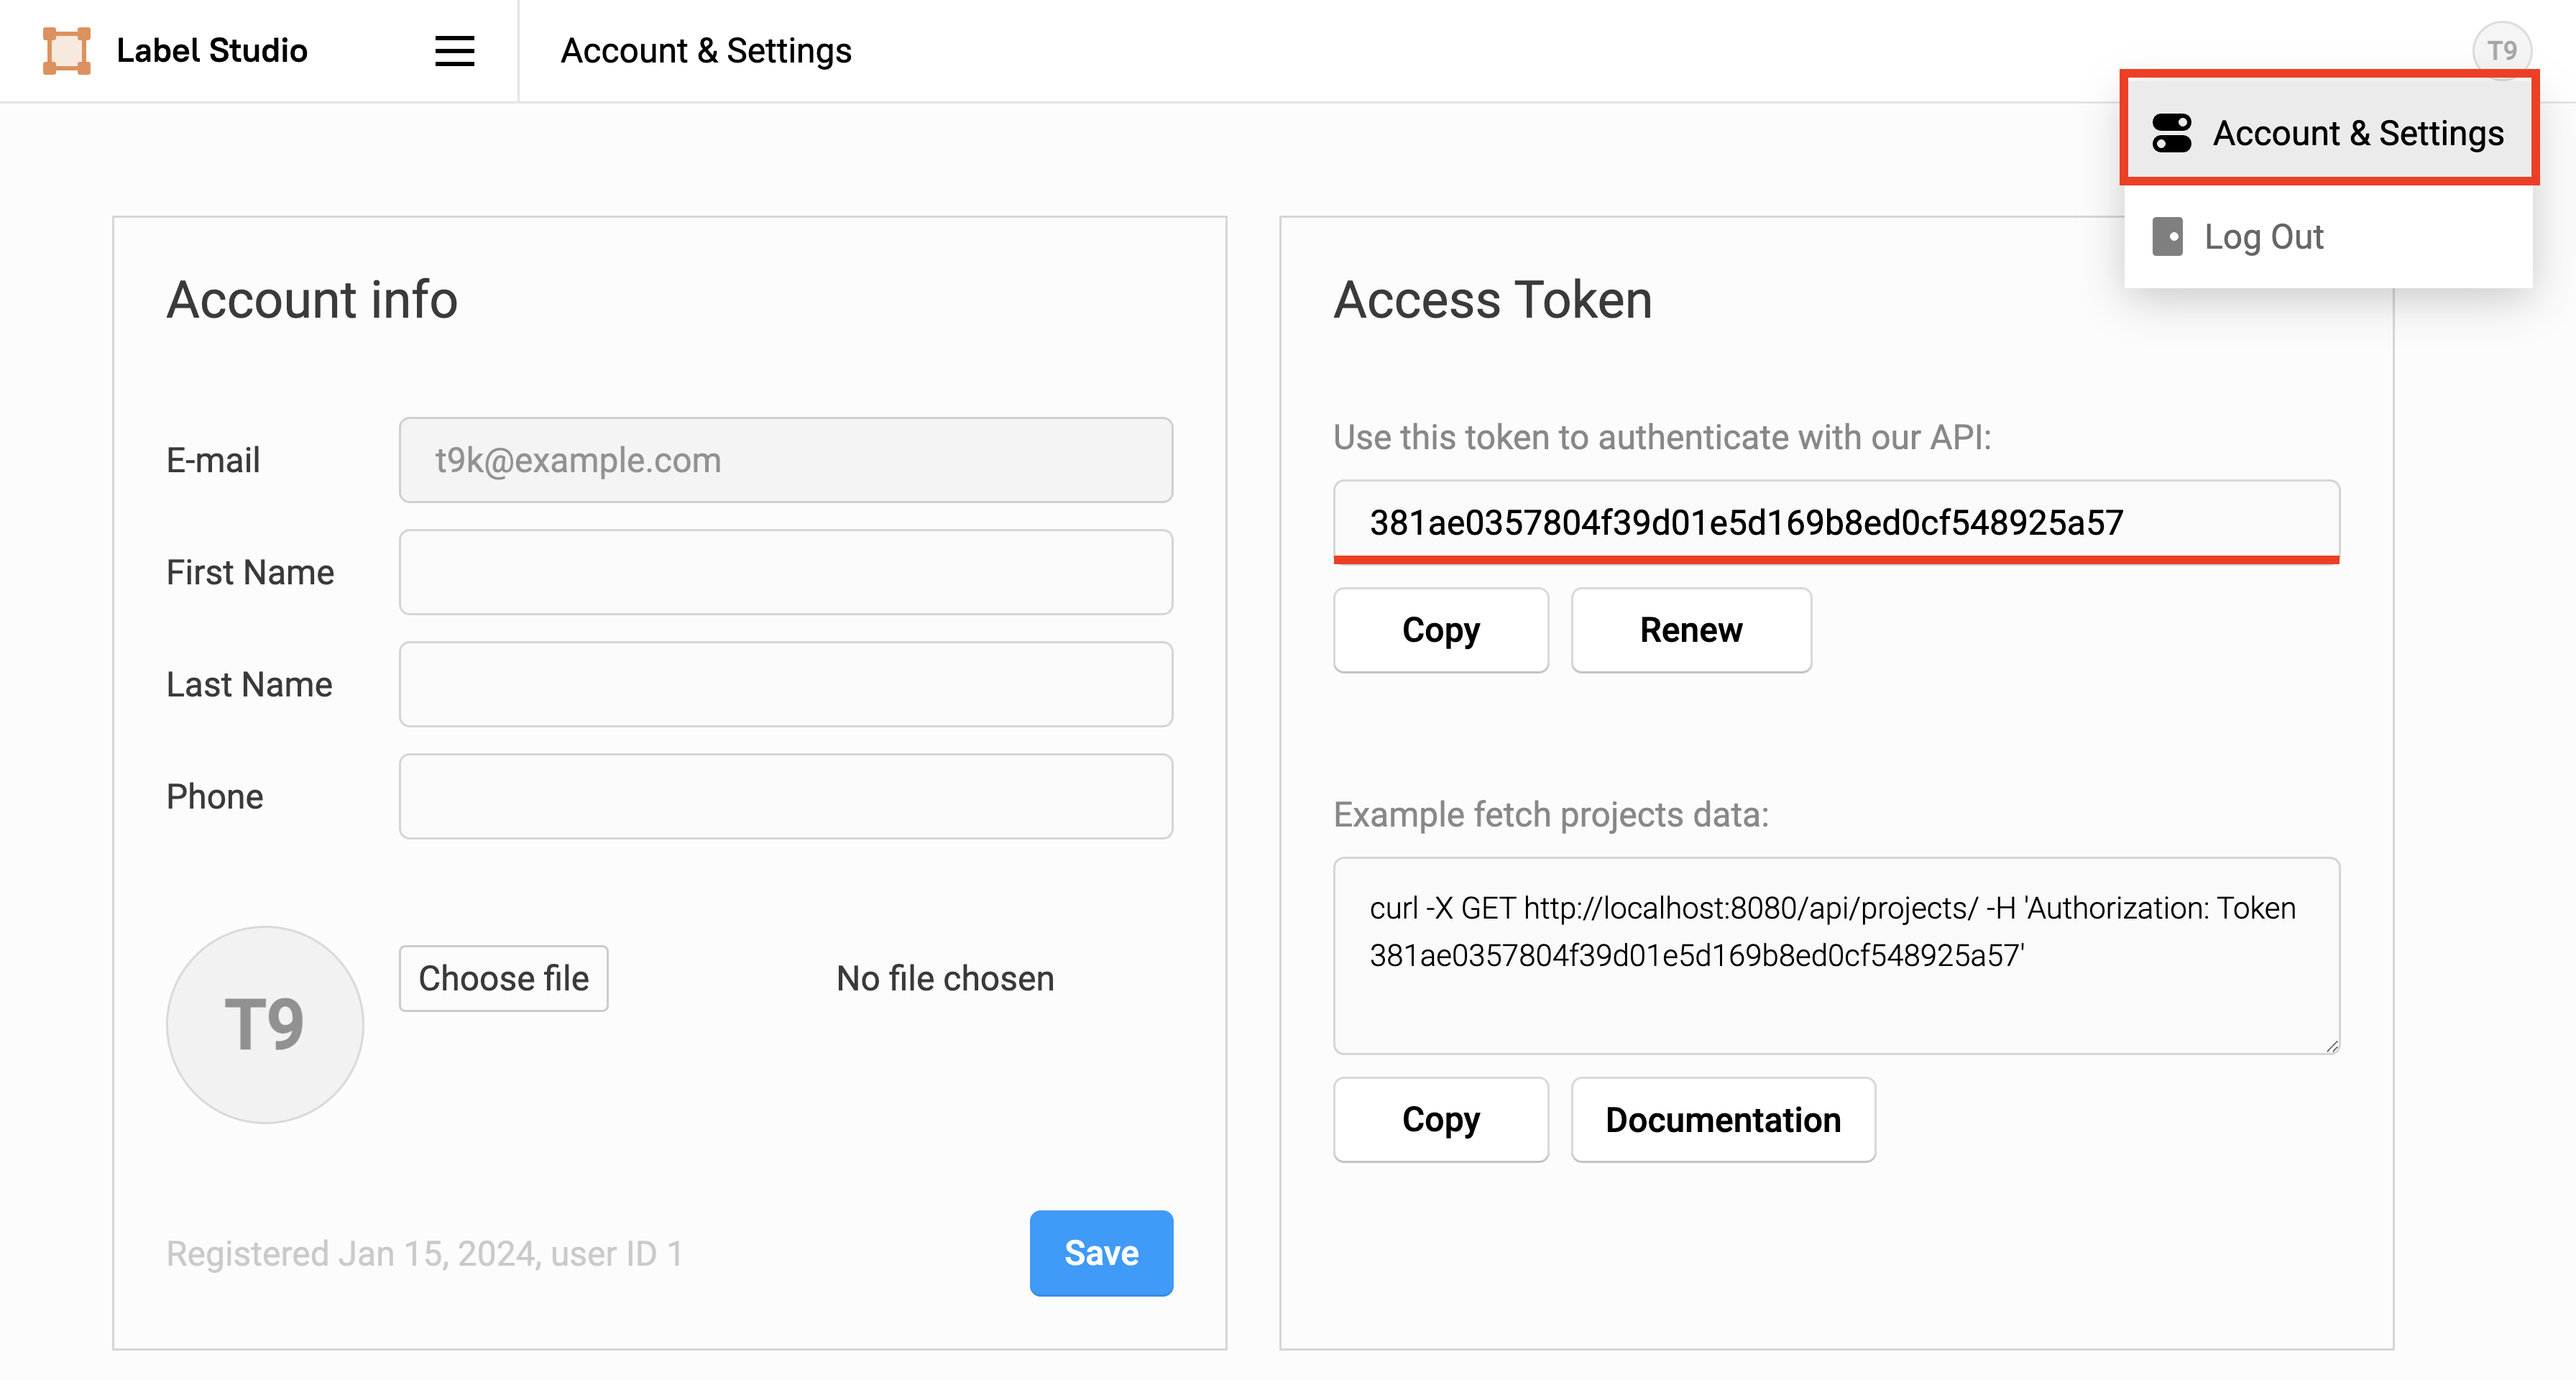 Label Studio
Account & Settings
T9
Account & Settings
Log Out
Account info
E-mail
t9k@example.com
First Name
Last Name
Phone
T9
Choose file
No file chosen
Registered Jan 15, 2024, user ID 1
Save
Access Token
Use this token to authenticate with our API:
381ae0357804f39d01e5d169b8ed0cf548925a57
Copy
Renew
Example fetch projects data:
curl -X GET http://localhost:8080/api/projects/ -H 'Authorization: Token
381ae0357804f39d01e5d169b8ed0cf548925a57'
Copy
Documentation